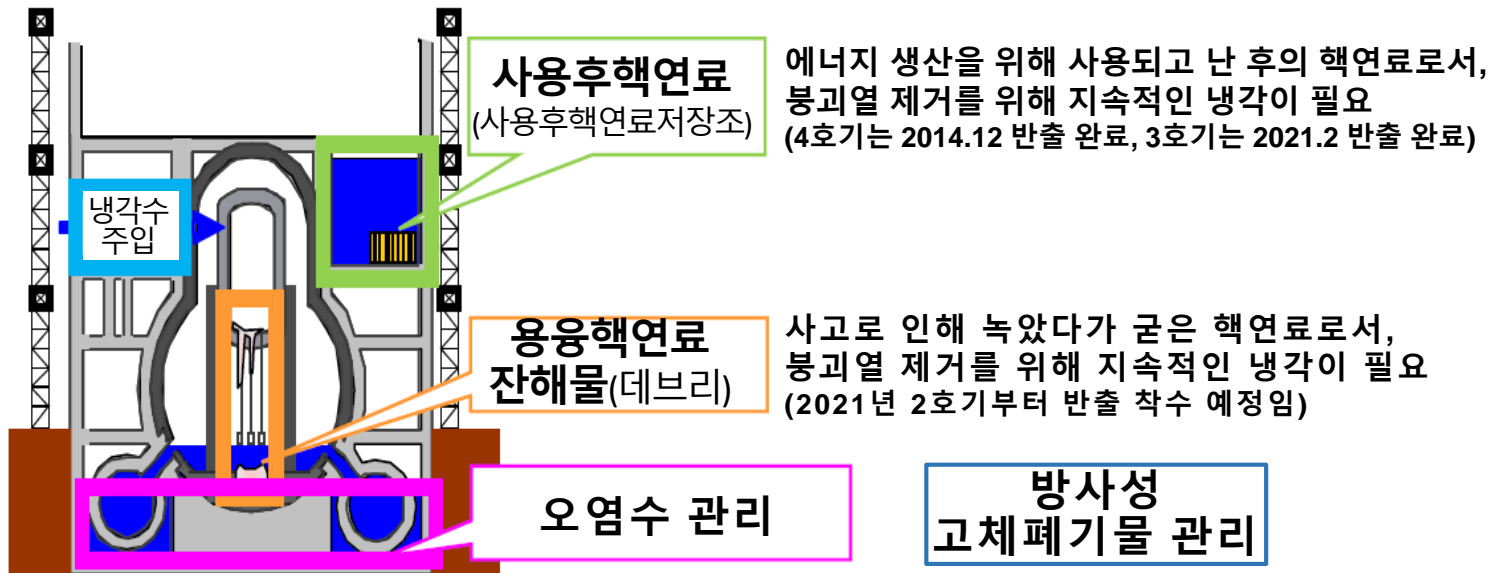 사용후핵연료
(사용후핵연료저장조)
에너지 생산을 위해 사용되고 난 후의 핵연료로서,
붕괴열 제거를 위해 지속적인 냉각이 필요
(4호기는 2014.12 반출 완료, 3호기는 2021.2 반출 완료)
냉각수
주입
용융핵연료
잔해물(데브리)
사고로 인해 녹았다가 굳은 핵연료로서,
붕괴열 제거를 위해 지속적인 냉각이 필요
(2021년 2호기부터 반출 착수 예정임)
오염수 관리
방사성
고체폐기물 관리